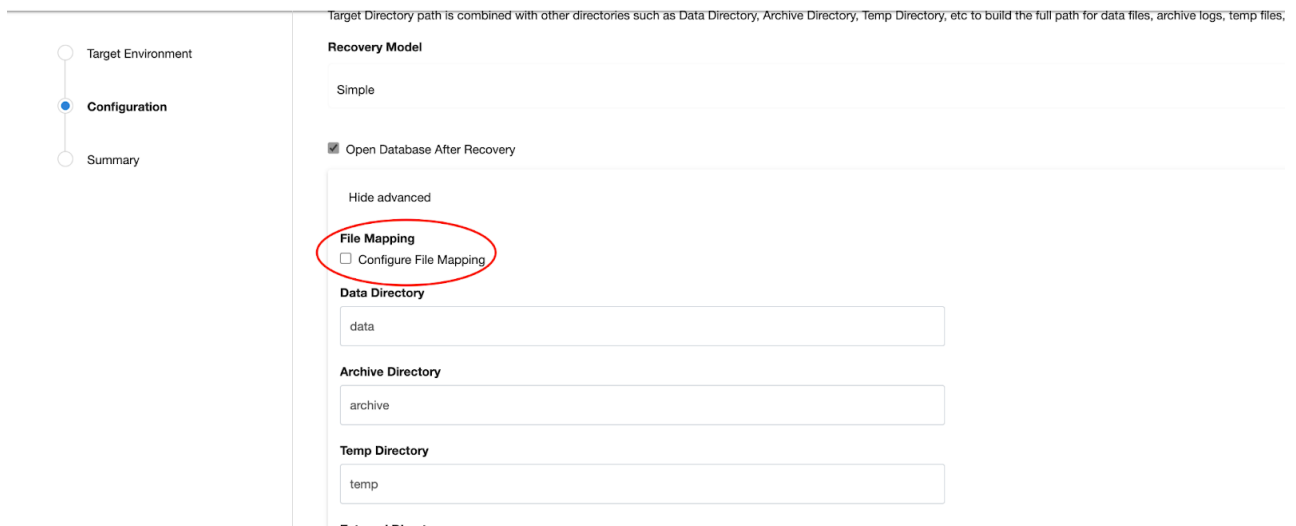 Target Directory path is combined with other directories such as Data Directory, Archive Directory, Temp Directory, etc to build the full path for data files, archive logs, temp files,
Target Environment
Configuration
Summary
Recovery Model
Simple
Open Database After Recovery
Hide advanced
File Mapping
Configure File Mapping
Data Directory
data
Archive Directory
archive
Temp Directory
temp